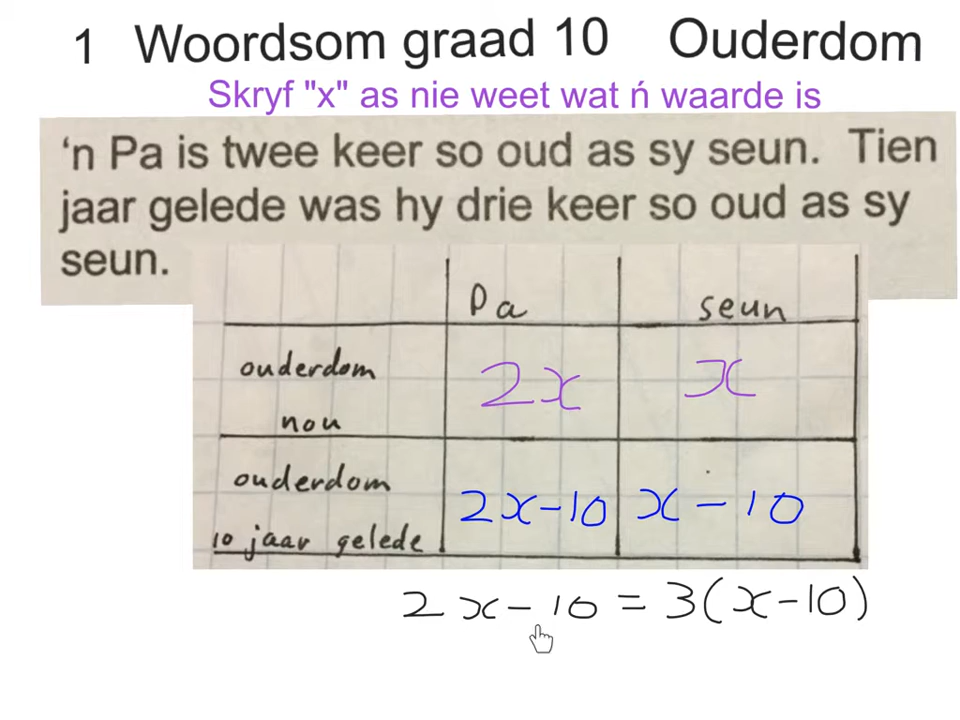 1 Woordsom graad 10 Ouderdom
Skryf "x" as nie weet wat ń waarde is
‘n Pa is twee keer so oud as sy seun. Tien
jaar gelede was hy drie keer so oud as sy
seun.
Pa seun
ouderdom
nou
2x x
ouderdom
10 jaar gelede
2x-10 x-10
2x-10=3(x-10)